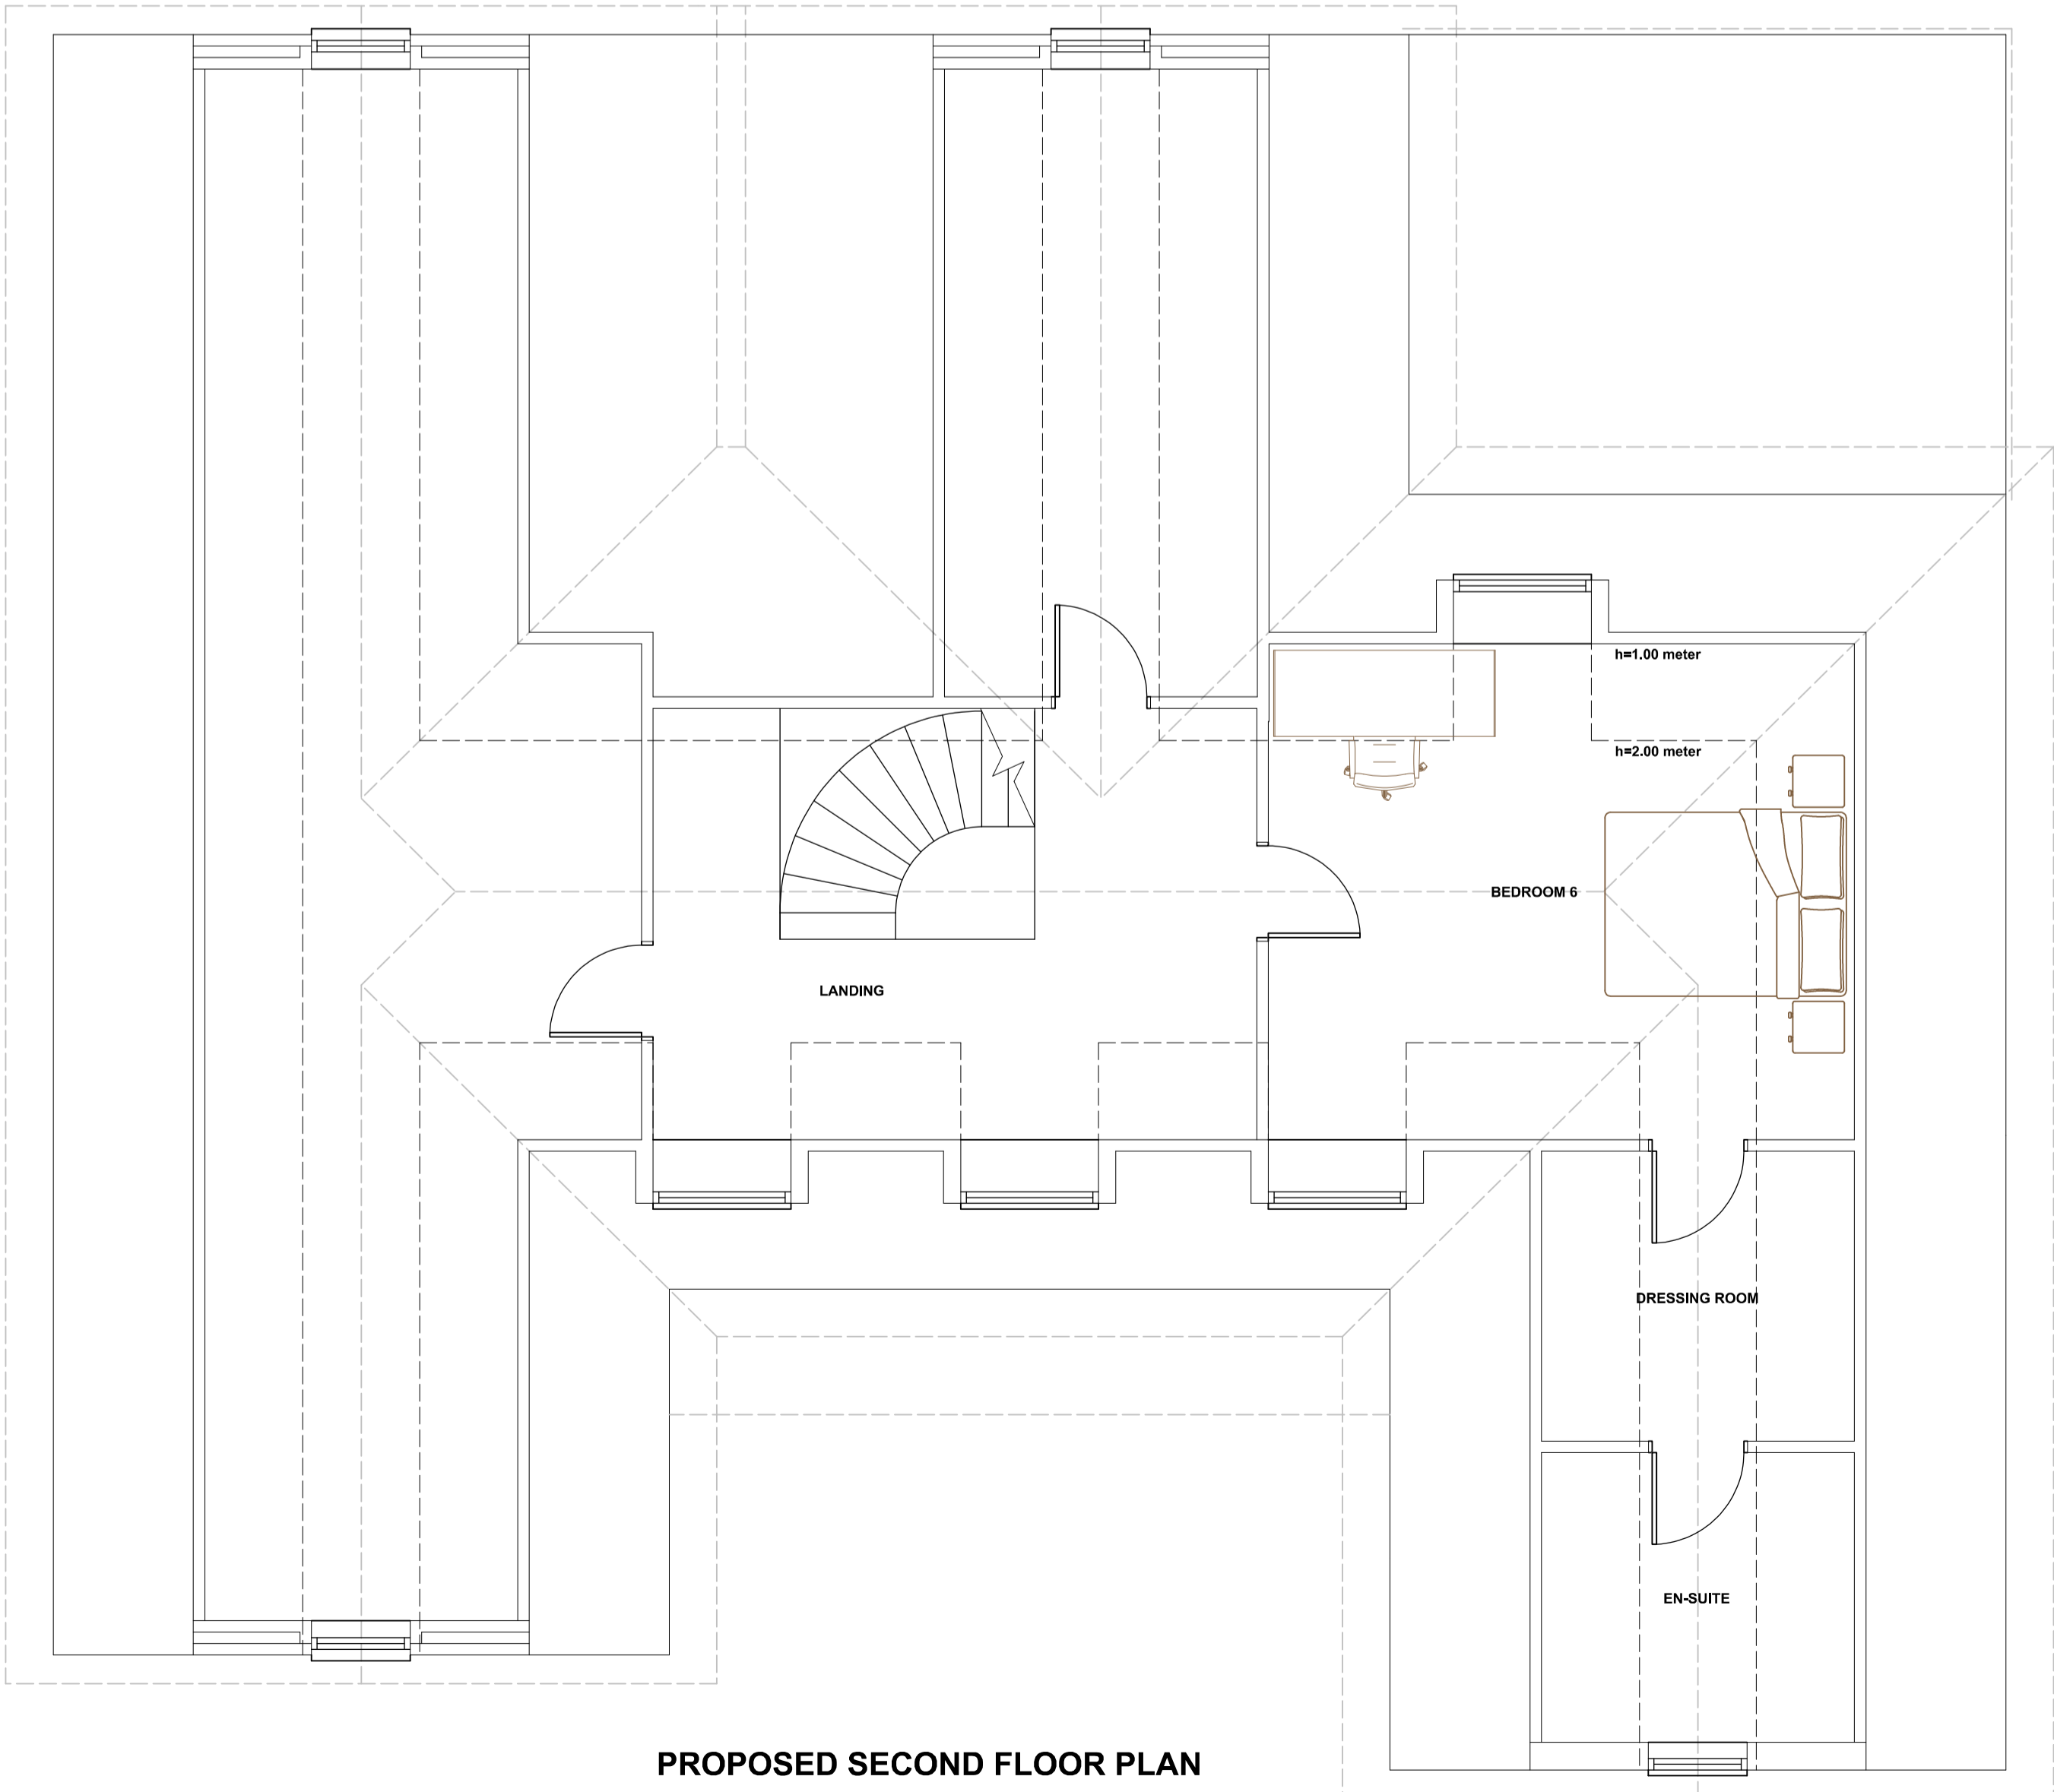 h=1.00 meter
h=2.00 meter
BEDROOM 6
LANDING
DRESSING ROOM
EN-SUITE
PROPOSED SECOND FLOOR PLAN